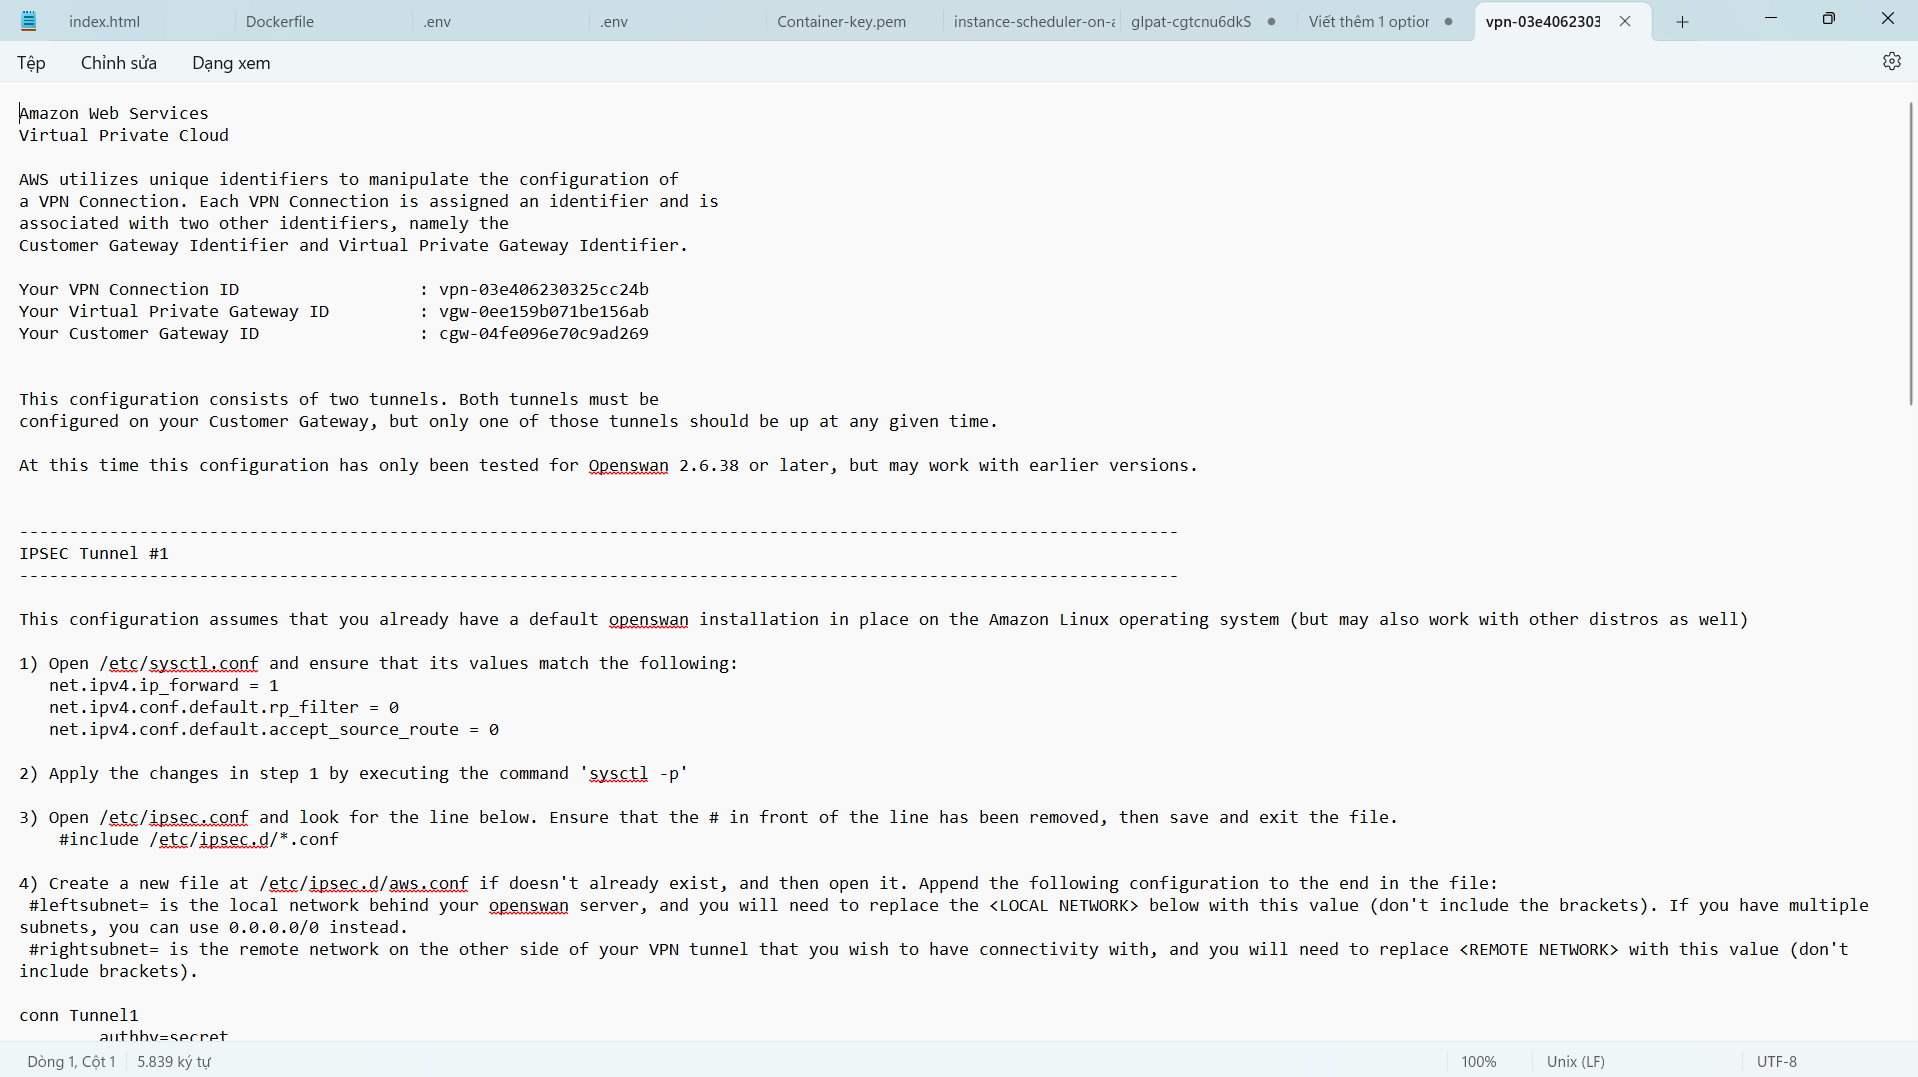 index.html
Dockerfile
.env
.env
Container-key.pem
instance-scheduler-on-a
glpat-cgtcnu6dkS
Viết thêm 1 option
vpn-03e4062303
Tệp
Chỉnh sửa
Dạng xem
Amazon Web Services
Virtual Private Cloud
AWS utilizes unique identifiers to manipulate the configuration of
a VPN Connection. Each VPN Connection is assigned an identifier and is
associated with two other identifiers, namely the
Customer Gateway Identifier and Virtual Private Gateway Identifier.
Your VPN Connection ID : vpn-03e406230325cc24b
Your Virtual Private Gateway ID : vgw-0ee159b071be156ab
Your Customer Gateway ID : cgw-04fe096e70c9ad269
This configuration consists of two tunnels. Both tunnels must be
configured on your Customer Gateway, but only one of those tunnels should be up at any given time.
At this time this configuration has only been tested for Openswan 2.6.38 or later, but may work with earlier versions.
--------------------------------------------------------------------------------------------------------------------
IPSEC Tunnel #1
--------------------------------------------------------------------------------------------------------------------
This configuration assumes that you already have a default openswan installation in place on the Amazon Linux operating system (but may also work with other distros as well)
1) Open /etc/sysctl.conf and ensure that its values match the following:
net.ipv4.ip_forward = 1
net.ipv4.conf.default.rp_filter = 0
net.ipv4.conf.default.accept_source_route = 0
2) Apply the changes in step 1 by executing the command 'sysctl -p'
3) Open /etc/ipsec.conf and look for the line below. Ensure that the # in front of the line has been removed, then save and exit the file.
#include /etc/ipsec.d/*.conf
4) Create a new file at /etc/ipsec.d/aws.conf if doesn't already exist, and then open it. Append the following configuration to the end in the file:
#leftsubnet= is the local network behind your openswan server, and you will need to replace the <LOCAL NETWORK> below with this value (don't include the brackets). If you have multiple
subnets, you can use 0.0.0.0/0 instead.
#rightsubnet= is the remote network on the other side of your VPN tunnel that you wish to have connectivity with, and you will need to replace <REMOTE NETWORK> with this value (don't
include brackets).
conn Tunnel1
authby=secret
Dòng 1, Cột 1
5.839 ký tự
100%
Unix (LF)
UTF-8